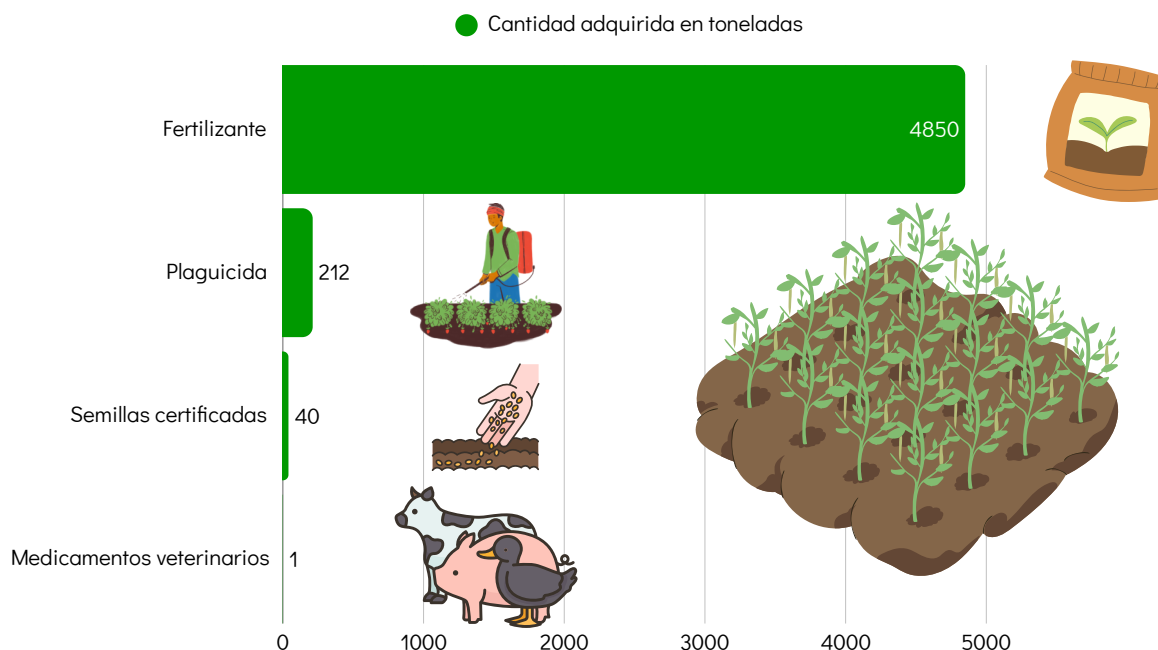 Cantidad adquirida en toneladas
Fertilizante 4850
Plaguicida 212
Semillas certificadas 40
Medicamentos veterinarios 1
0 1000 2000 3000 4000 5000